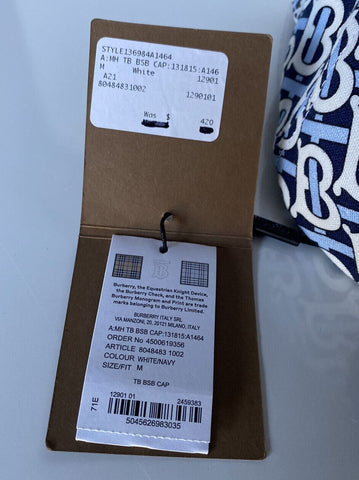 STYLE136984A1464
A:MH TB BSB CAP:131815:A146
M White 12901
A21
80484831002 1290101
Was $ 420
Burberry, the Equestrian Knight Device,
the Burberry Check, and the Thomas
Burberry Monogram and Print are trade
marks belonging to Burberry Limited.
BURBERRY ITALY SRL
VIA MANZONI, 20, 20121 MILANO, ITALY
A:MH TB BSB CAP:131815:A1464
ORDER No 4500619356
ARTICLE 8048483 1002
COLOUR WHITE/NAVY
SIZE/FIT M
TB BSB CAP
71E
12901 01 2459383
5045626983035